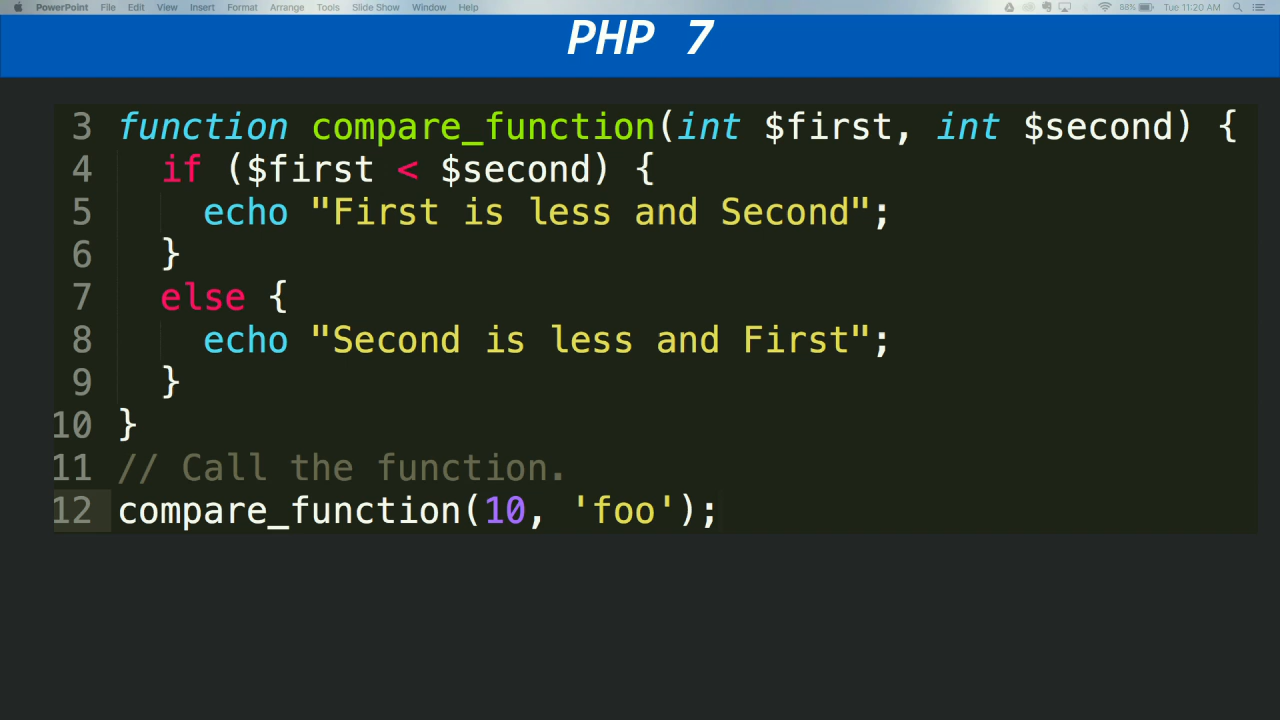 PowerPoint File Edit View Insert Format Arrange Tools Slide Show Window Help 88% Tue 11:20 AM
PHP 7
3 function compare_function(int $first, int $second) {
4 if ($first < $second) {
5 echo "First is less and Second";
6 }
7 else {
8 echo "Second is less and First";
9 }
10 }
11 // Call the function.
12 compare_function(10, 'foo');